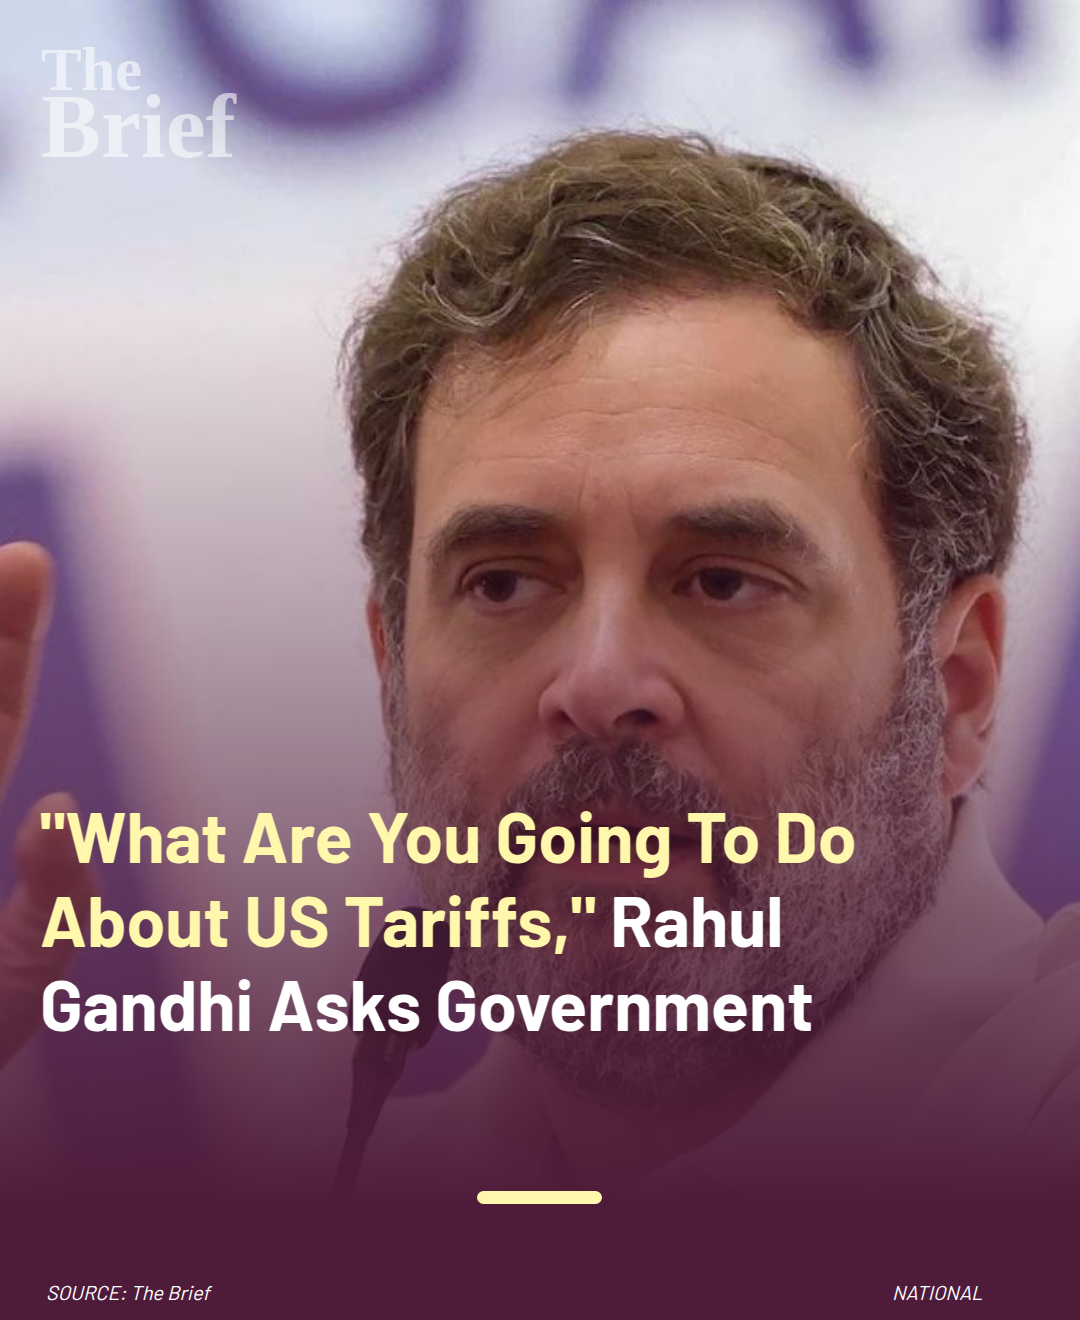 The
Brief
"What Are You Going To Do
About US Tariffs," Rahul
Gandhi Asks Government
SOURCE: The Brief
NATIONAL